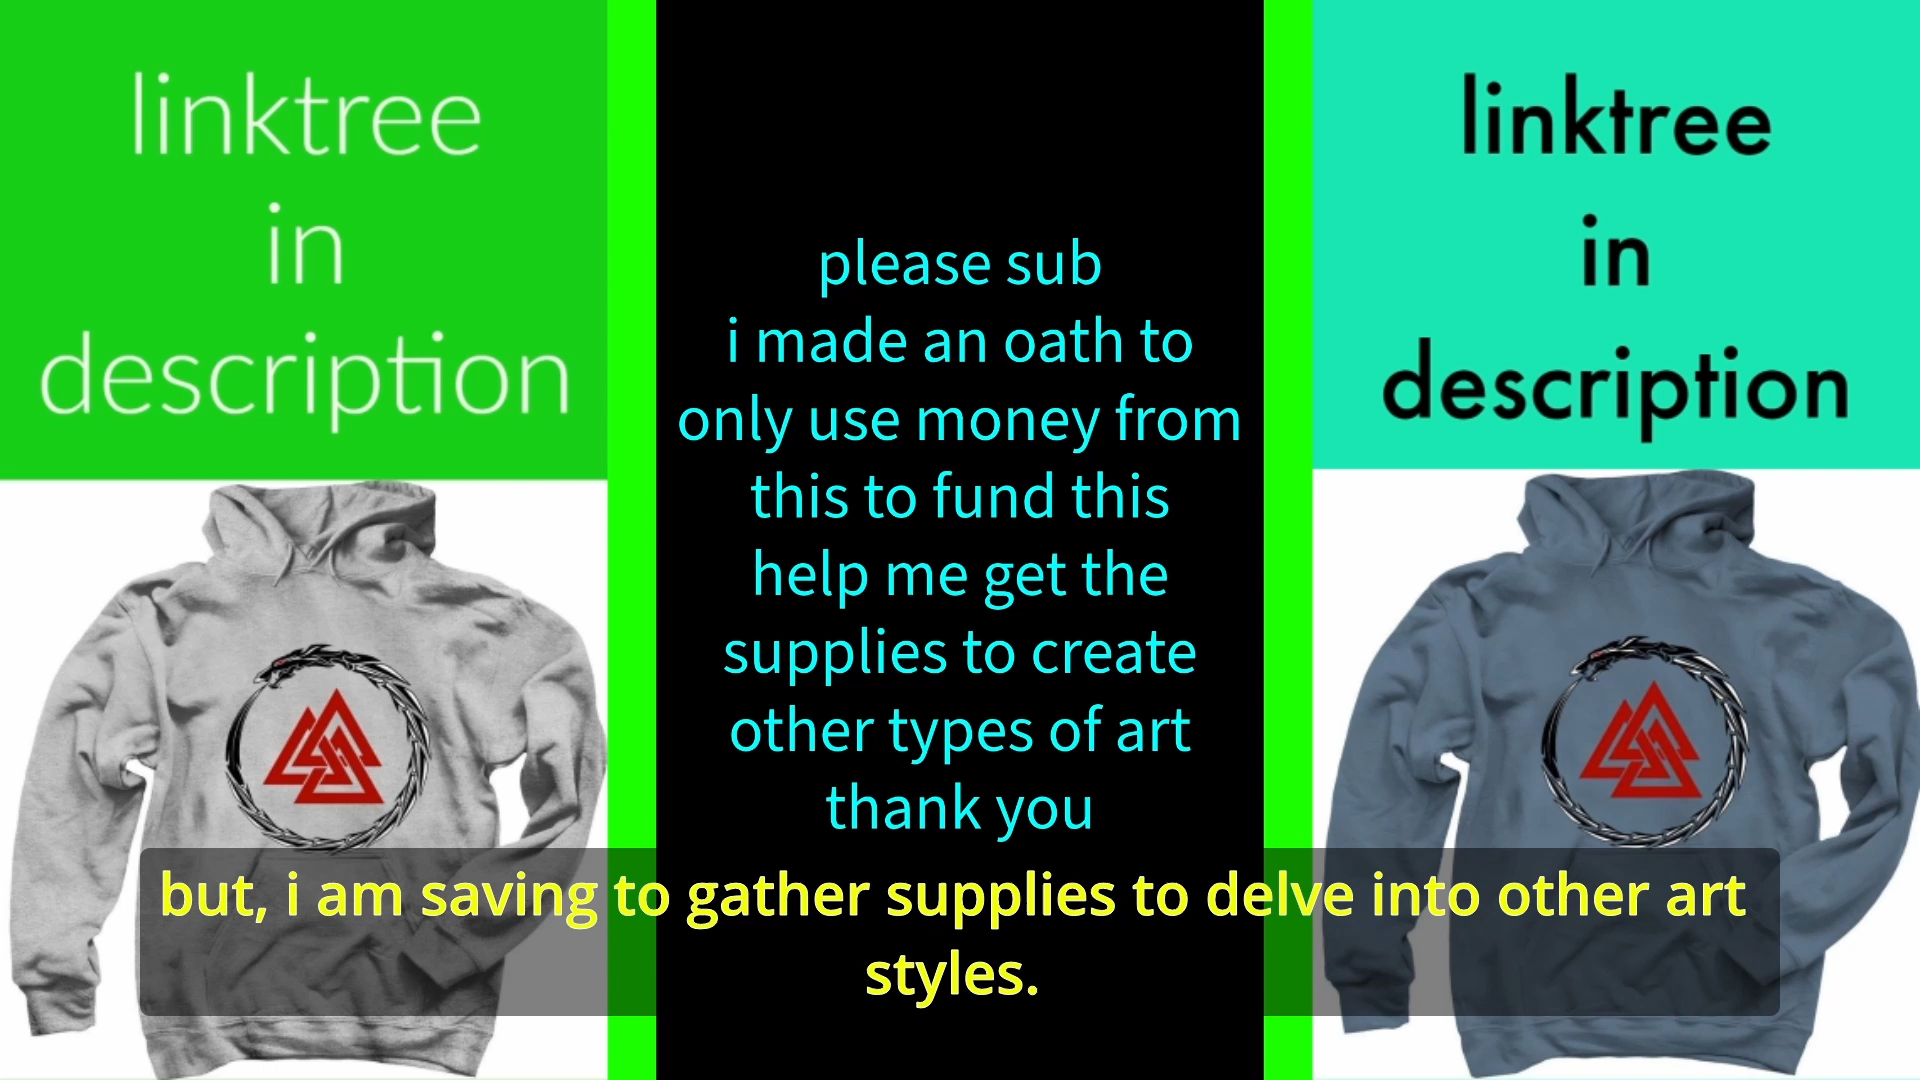 linktree
in
description
please sub
i made an oath to
only use money from
this to fund this
help me get the
supplies to create
other types of art
thank you
linktree
in
description
but, i am saving to gather supplies to delve into other art
styles.